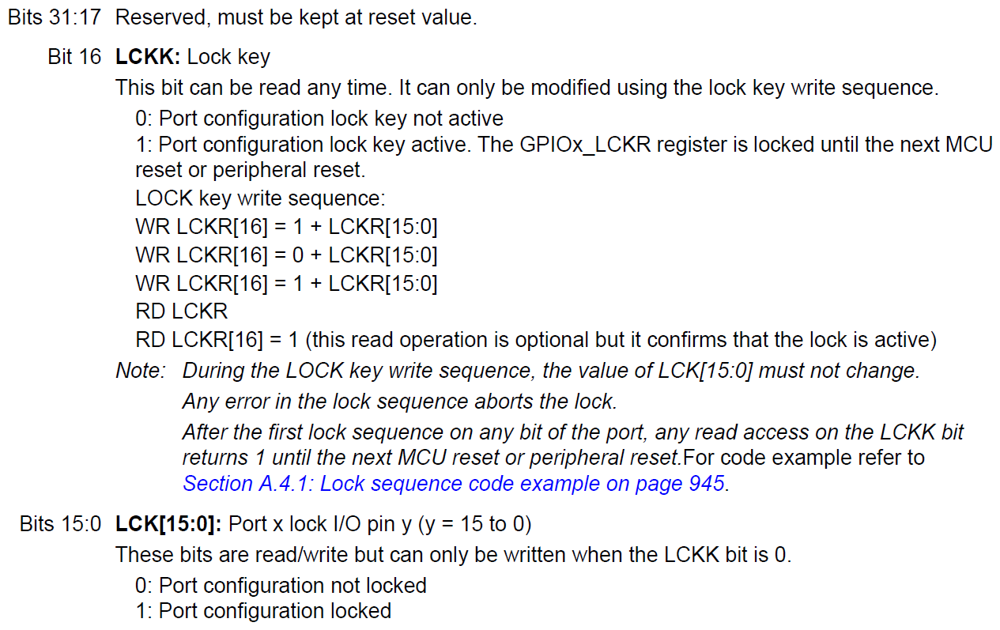 Bits 31:17 Reserved, must be kept at reset value.
Bit 16 LCKK: Lock key
This bit can be read any time. It can only be modified using the lock key write sequence.
0: Port configuration lock key not active
1: Port configuration lock key active. The GPIOx_LCKR register is locked until the next MCU
reset or peripheral reset.
LOCK key write sequence:
WR LCKR[16] = 1 + LCKR[15:0]
WR LCKR[16] = 0 + LCKR[15:0]
WR LCKR[16] = 1 + LCKR[15:0]
RD LCKR
RD LCKR[16] = 1 (this read operation is optional but it confirms that the lock is active)
Note: During the LOCK key write sequence, the value of LCK[15:0] must not change.
Any error in the lock sequence aborts the lock.
After the first lock sequence on any bit of the port, any read access on the LCKK bit
returns 1 until the next MCU reset or peripheral reset.For code example refer to
Section A.4.1: Lock sequence code example on page 945.
Bits 15:0 LCK[15:0]: Port x lock I/O pin y (y = 15 to 0)
These bits are read/write but can only be written when the LCKK bit is 0.
0: Port configuration not locked
1: Port configuration locked